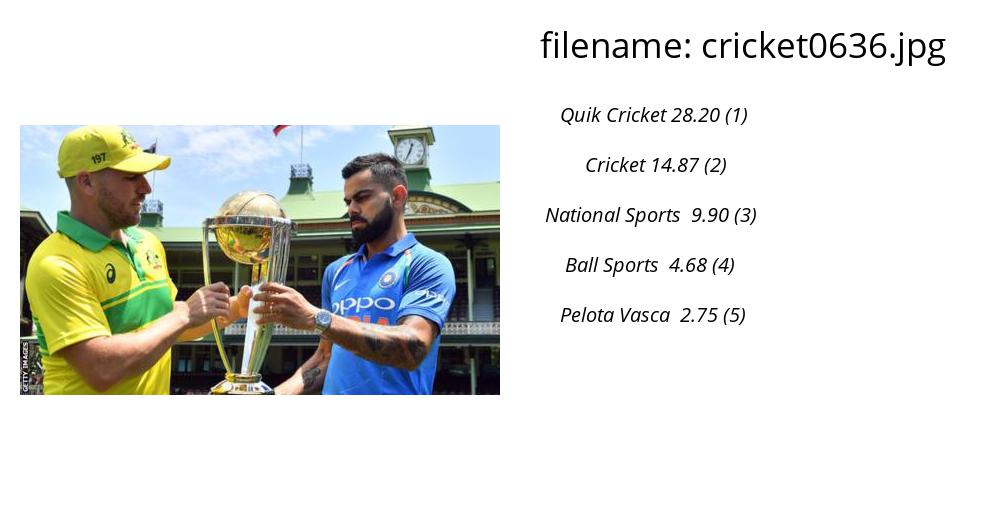 filename: cricket0636.jpg
Quik Cricket 28.20 (1)
Cricket 14.87 (2)
National Sports 9.90 (3)
Ball Sports 4.68 (4)
Pelota Vasca 2.75 (5)
197
oppo
GETTY IMAGES